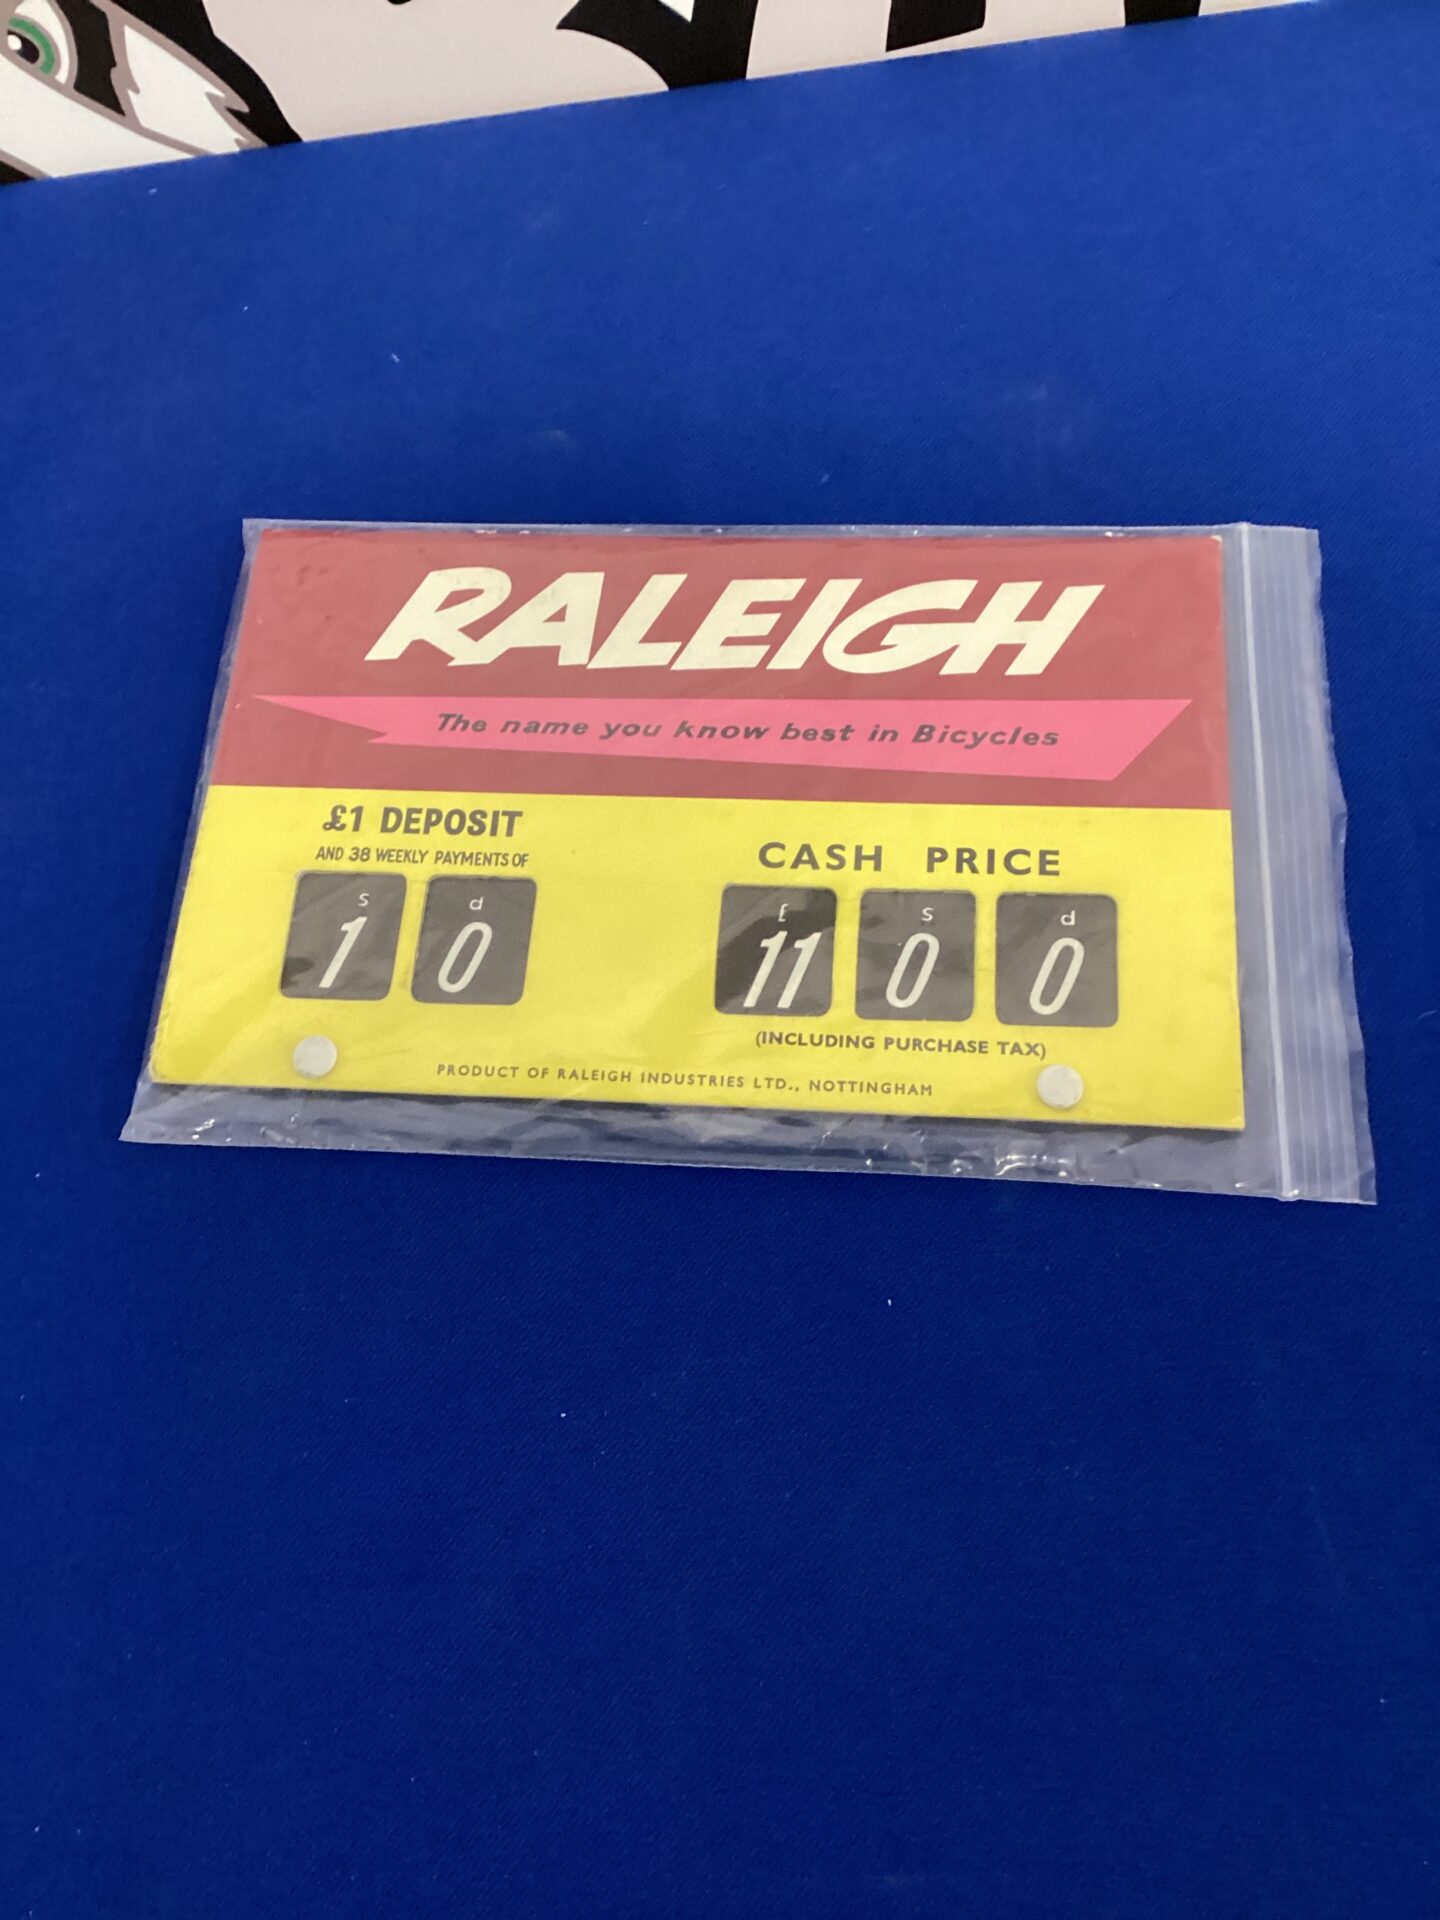 RALEIGH
The name you know best in Bicycles
£1 DEPOSIT
AND 38 WEEKLY PAYMENTS OF
s d
1 0
CASH PRICE
£ s d
11 0 0
(INCLUDING PURCHASE TAX)
PRODUCT OF RALEIGH INDUSTRIES LTD., NOTTINGHAM